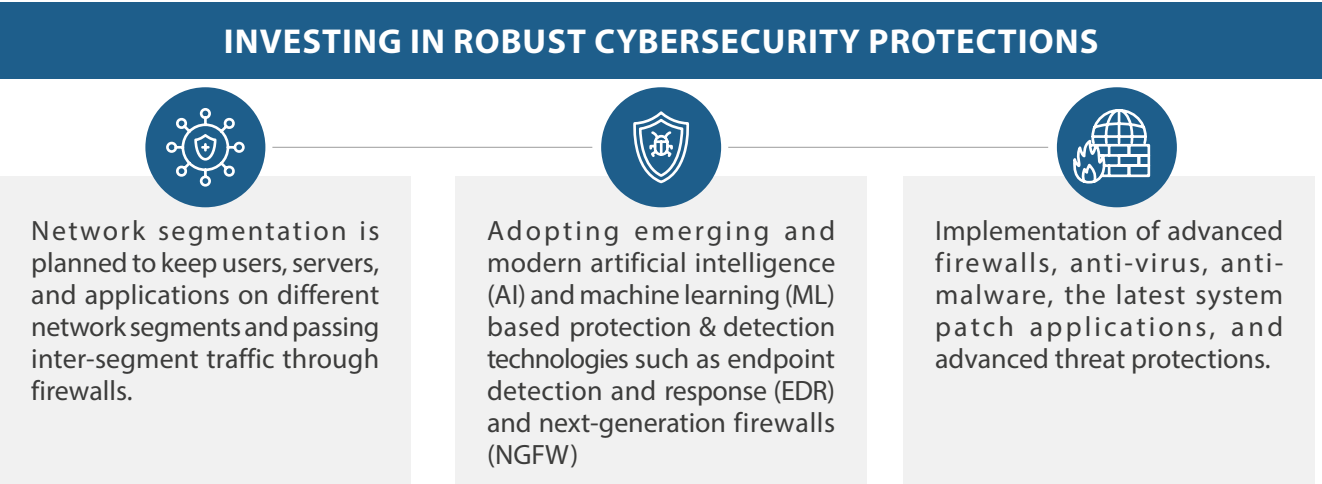 INVESTING IN ROBUST CYBERSECURITY PROTECTIONS
Network segmentation is
planned to keep users, servers,
and applications on different
network segments and passing
inter-segment traffic through
firewalls.
Adopting emerging and
modern artificial intelligence
(AI) and machine learning (ML)
based protection & detection
technologies such as endpoint
detection and response (EDR)
and next-generation firewalls
(NGFW)
Implementation of advanced
firewalls, anti-virus, anti-
malware, the latest system
patch applications, and
advanced threat protections.